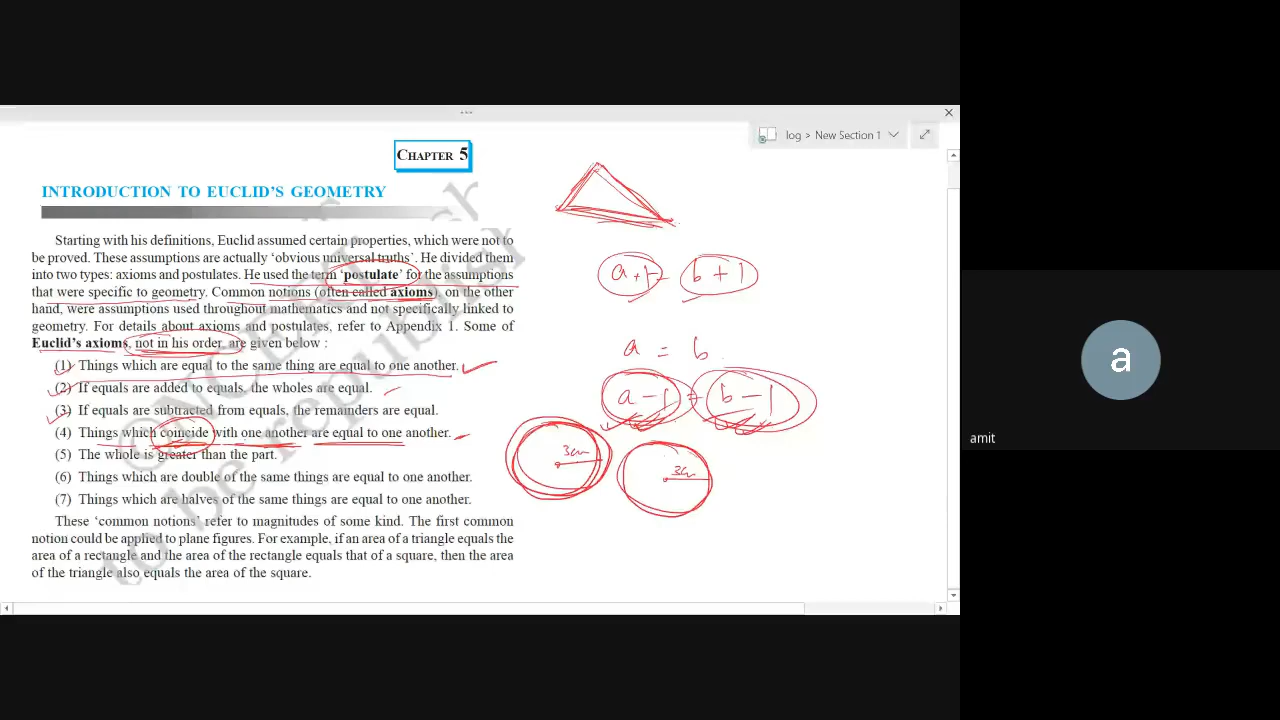 log > New Section 1
CHAPTER 5
INTRODUCTION TO EUCLID'S GEOMETRY
Starting with his definitions, Euclid assumed certain properties, which were not to
be proved. These assumptions are actually 'obvious universal truths'. He divided them
into two types: axioms and postulates. He used the term 'postulate' for the assumptions
that were specific to geometry. Common notions (often called axioms), on the other
hand, were assumptions used throughout mathematics and not specifically linked to
geometry. For details about axioms and postulates, refer to Appendix 1. Some of
Euclid's axioms, not in his order, are given below :
(1) Things which are equal to the same thing are equal to one another.
(2) If equals are added to equals, the wholes are equal.
(3) If equals are subtracted from equals, the remainders are equal.
(4) Things which coincide with one another are equal to one another.
(5) The whole is greater than the part.
(6) Things which are double of the same things are equal to one another.
(7) Things which are halves of the same things are equal to one another.
These 'common notions' refer to magnitudes of some kind. The first common
notion could be applied to plane figures. For example, if an area of a triangle equals the
area of a rectangle and the area of the rectangle equals that of a square, then the area
of the triangle also equals the area of the square.
©NCERT
to be republish
a+1 = b+1
a = b
a-1 = b-1
3cm
3cm
a
amit